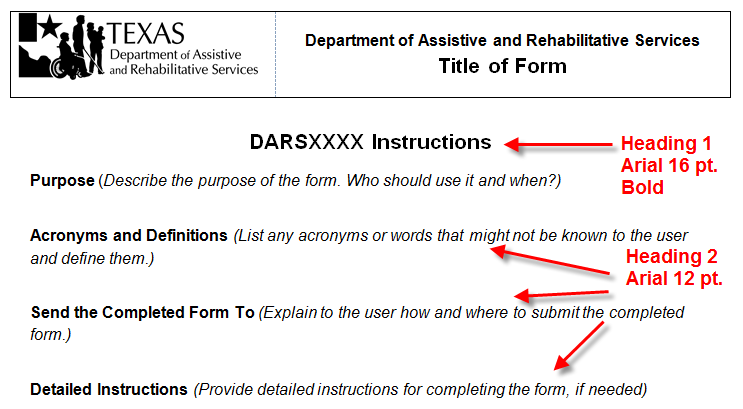 TEXAS
Department of Assistive
and Rehabilitative Services
Department of Assistive and Rehabilitative Services
Title of Form
DARSXXXX Instructions
Heading 1
Arial 16 pt.
Bold
Purpose (Describe the purpose of the form. Who should use it and when?)
Acronyms and Definitions (List any acronyms or words that might not be known to the user
and define them.)
Heading 2
Arial 12 pt.
Send the Completed Form To (Explain to the user how and where to submit the completed
form.)
Detailed Instructions (Provide detailed instructions for completing the form, if needed)